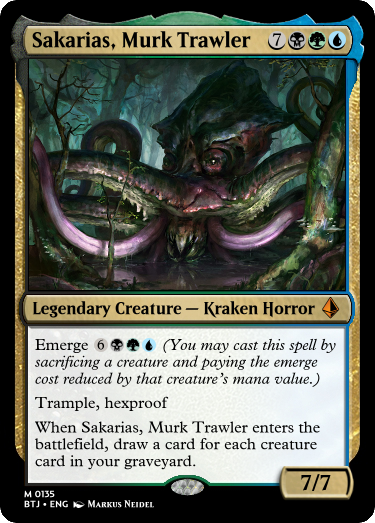 Sakarias, Murk Trawler 7
Legendary Creature — Kraken Horror
Emerge 6 (You may cast this spell by
sacrificing a creature and paying the emerge
cost reduced by that creature's mana value.)
Trample, hexproof
When Sakarias, Murk Trawler enters the
battlefield, draw a card for each creature
card in your graveyard.
7/7
M 0135
BTJ • ENG Markus Neidel